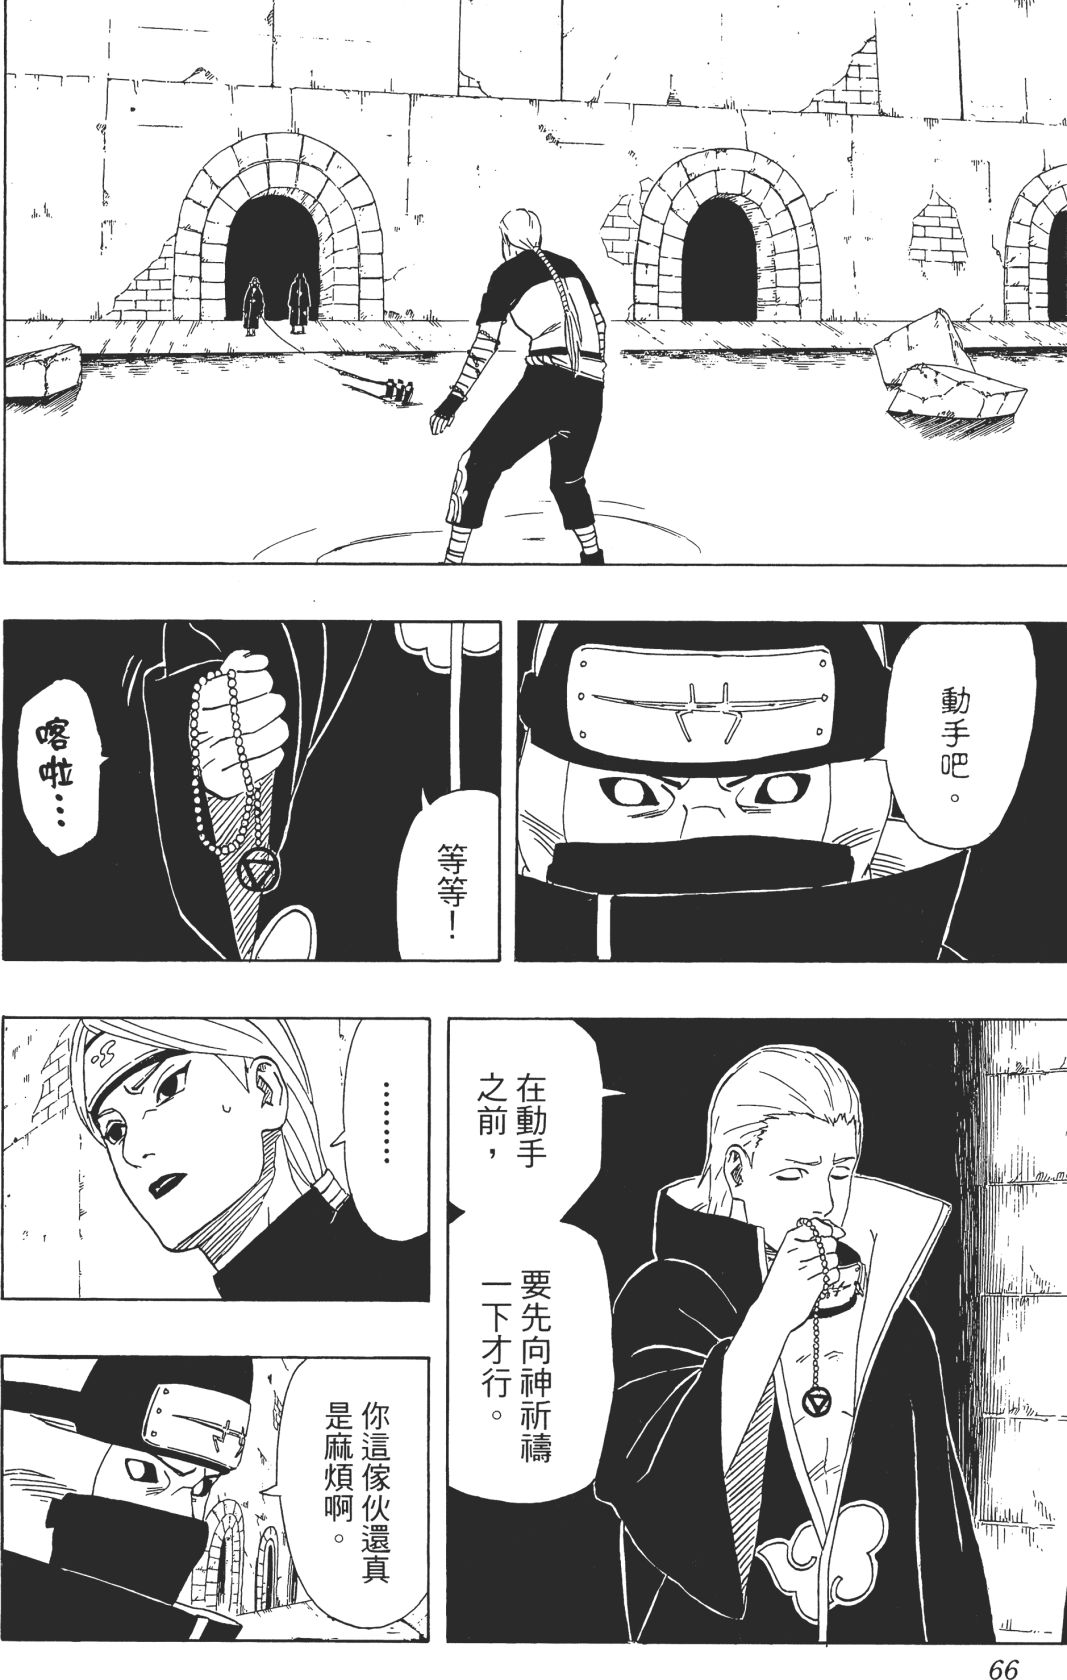 動手吧。
等等！
喀啦…
在動手
之前，
要先向神祈禱
一下才行。
………
你這傢伙還真
是麻煩啊。
66